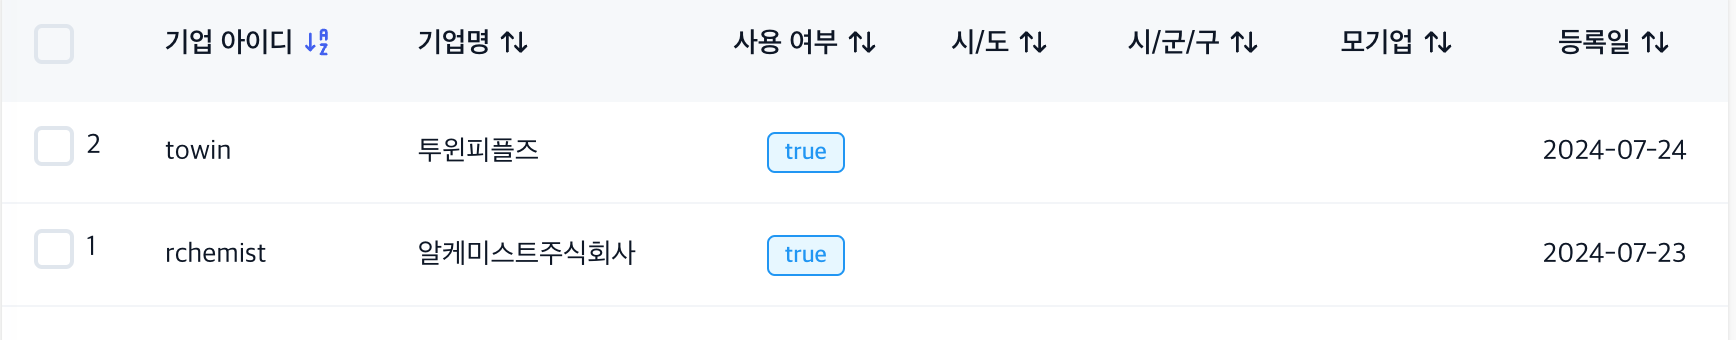 기업 아이디 기업명 사용 여부 시/도 시/군/구 모기업 등록일
2 towin 투윈피플즈 true 2024-07-24
1 rchemist 알케미스트주식회사 true 2024-07-23